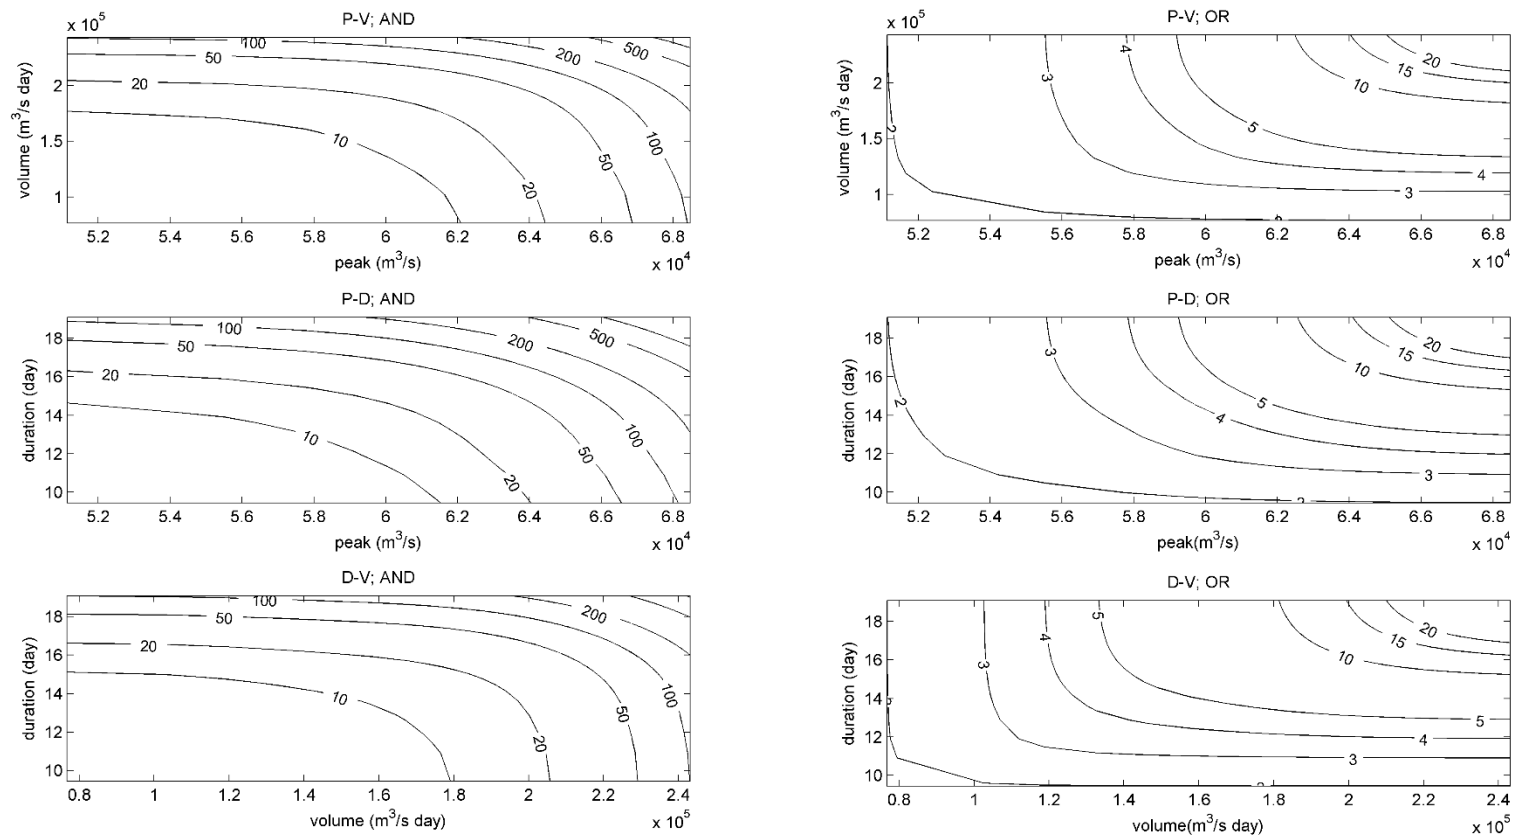 P-V; AND
x 10^5
100
500
200
50
20
2
10
100
50
20
1.5
1
volume (m^3/s day)
5.2 5.4 5.6 5.8 6 6.2 6.4 6.6 6.8
peak (m^3/s)
x 10^4
P-V; OR
x 10^5
4
20
15
3
10
2
2
5
1.5
4
3
1
2
volume (m^3/s day)
5.2 5.4 5.6 5.8 6 6.2 6.4 6.6 6.8
peak (m^3/s)
x 10^4
P-D; AND
18
100
500
200
50
16
20
14
10
100
12
50
20
10
duration (day)
5.2 5.4 5.6 5.8 6 6.2 6.4 6.6 6.8
peak (m^3/s)
x 10^4
P-D; OR
18
3
20
15
10
16
2
5
14
4
12
3
10
2
duration (day)
5.2 5.4 5.6 5.8 6 6.2 6.4 6.6 6.8
peak(m^3/s)
x 10^4
D-V; AND
100
200
18
50
16
20
14
10
100
50
12
20
10
duration (day)
1 1.2 1.4 1.6 1.8 2 2.2 2.4
volume (m^3/s day)
x 10^5
D-V; OR
5
18
4
20
15
3
10
16
14
5
4
12
3
10
duration (day)
0.8 1 1.2 1.4 1.6 1.8 2 2.2 2.4
volume(m^3/s day)
x 10^5